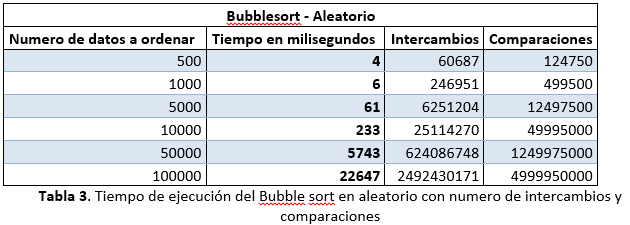 Bubblesort - Aleatorio
Numero de datos a ordenar Tiempo en milisegundos Intercambios Comparaciones
500 4 60687 124750
1000 6 246951 499500
5000 61 6251204 12497500
10000 233 25114270 49995000
50000 5743 624086748 1249975000
100000 22647 2492430171 4999950000
Tabla 3. Tiempo de ejecución del Bubble sort en aleatorio con numero de intercambios y
comparaciones